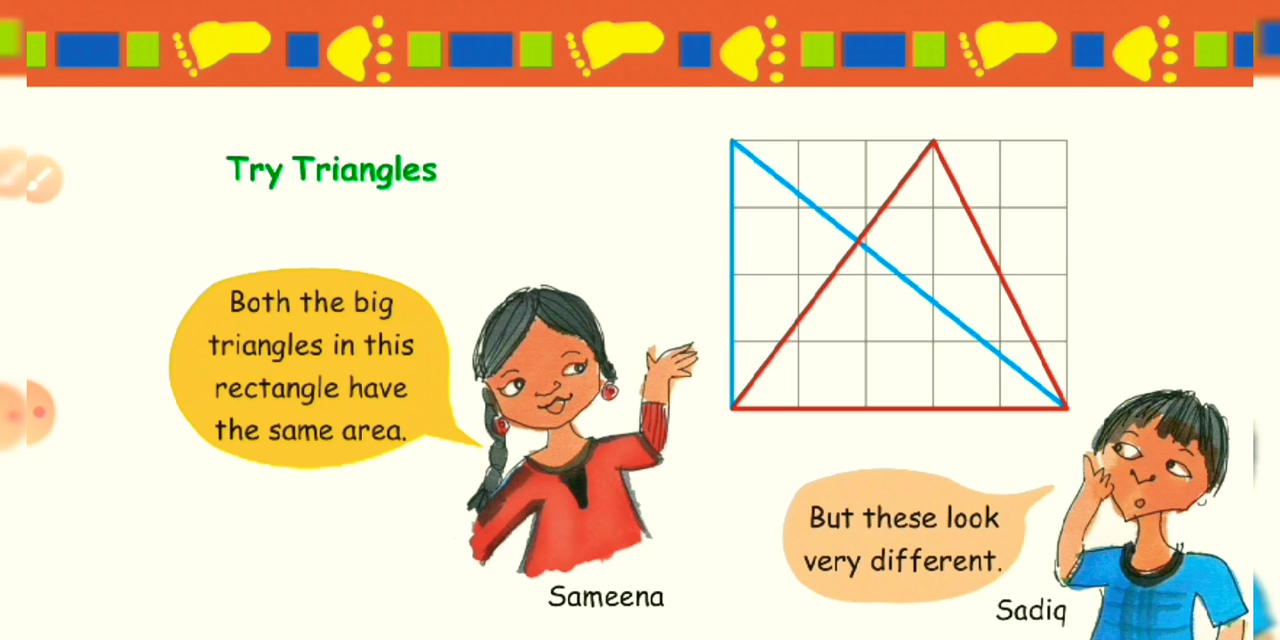 Try Triangles
Both the big
triangles in this
rectangle have
the same area.
Sameena
But these look
very different.
Sadiq